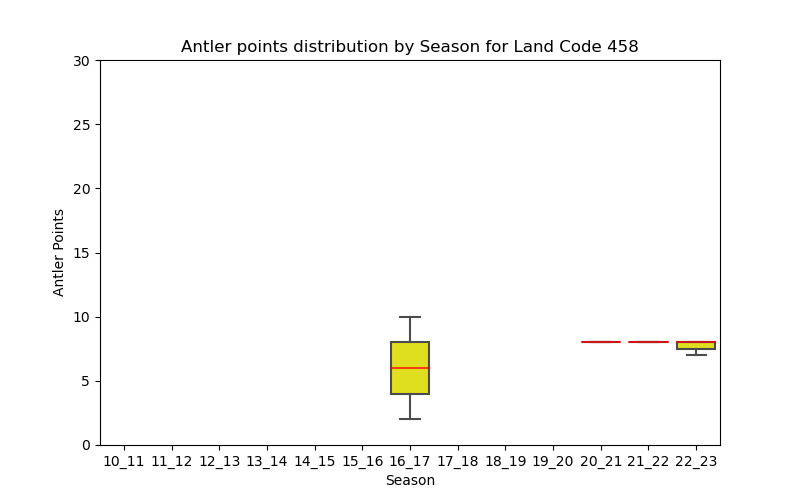 Antler points distribution by Season for Land Code 458
30
25
20
15
10
5
0
Antler Points
10_11 11_12 12_13 13_14 14_15 15_16 16_17 17_18 18_19 19_20 20_21 21_22 22_23
Season